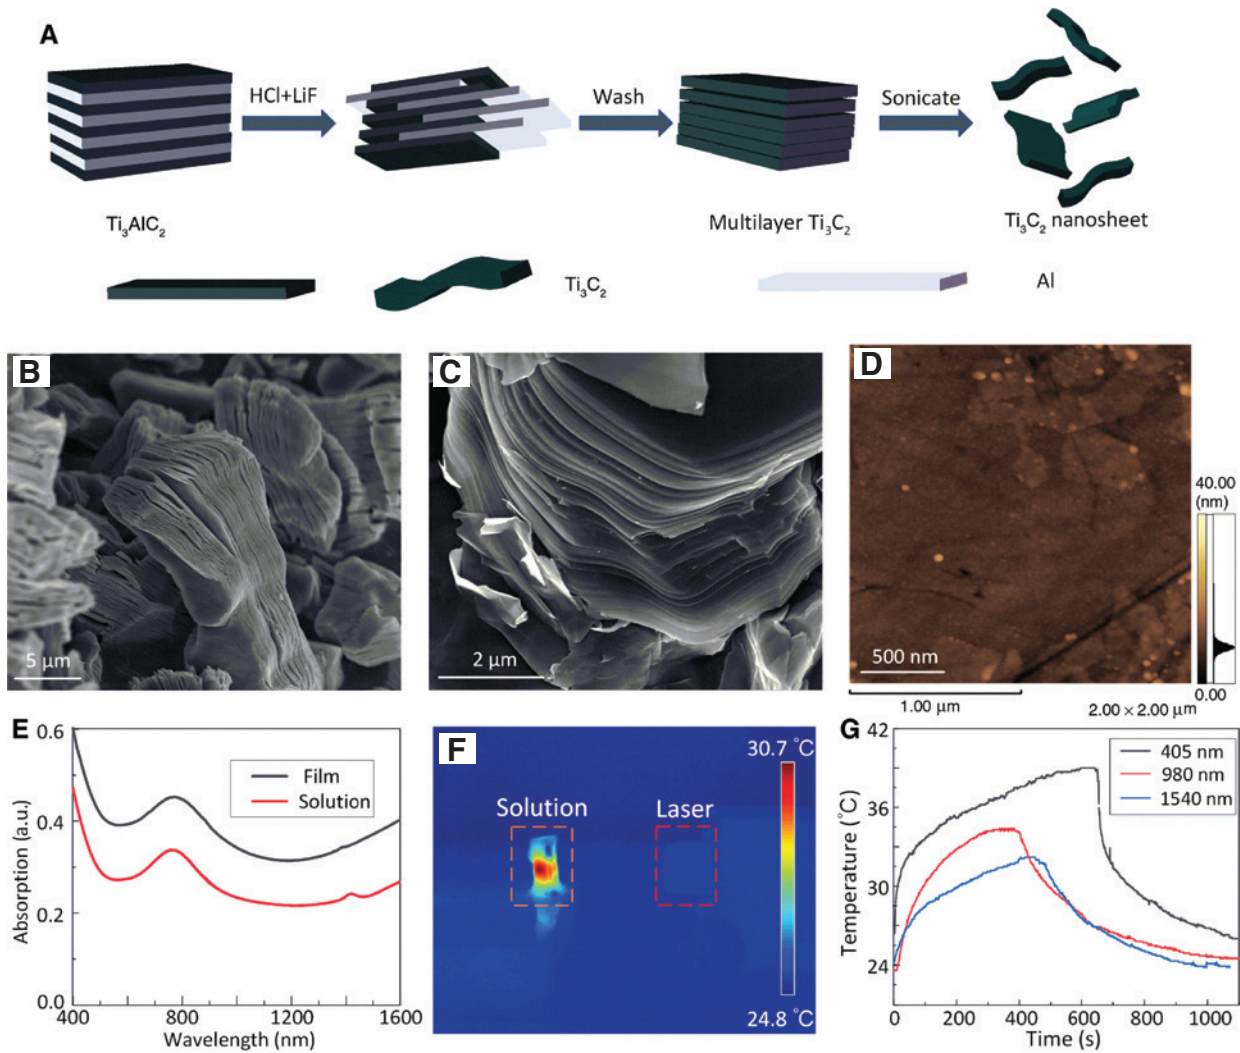 A
HCl+LiF
Wash
Sonicate
Ti₃AlC₂
Multilayer Ti₃C₂
Ti₃C₂ nanosheet
Ti₃C₂
Al
B
5 μm
C
2 μm
D
500 nm
1.00 μm
2.00 × 2.00 μm
40.00
(nm)
0.00
E
0.6
0.4
0.2
0.0
Absorption (a.u.)
Film
Solution
400
800
1200
1600
Wavelength (nm)
F
Solution
Laser
30.7 ℃
24.8 ℃
G
42
36
30
24
Temperature (℃)
405 nm
980 nm
1540 nm
0
200
400
600
800
1000
Time (s)